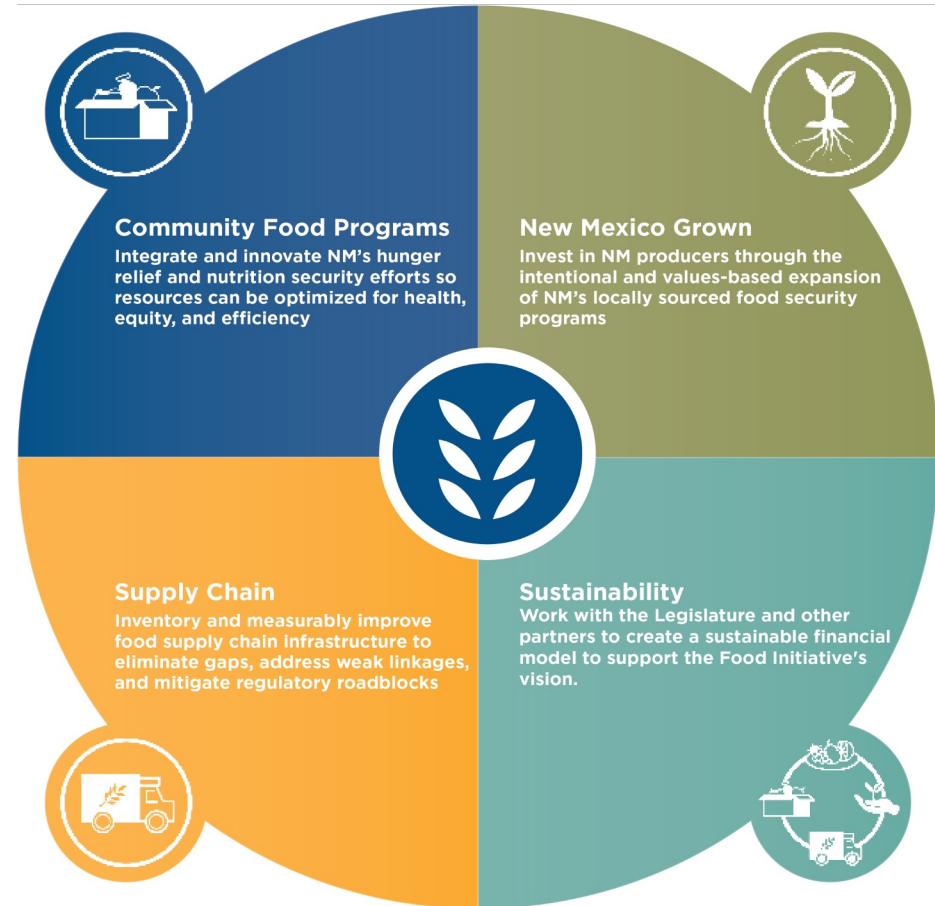 Community Food Programs
Integrate and innovate NM’s hunger
relief and nutrition security efforts so
resources can be optimized for health,
equity, and efficiency
New Mexico Grown
Invest in NM producers through the
intentional and values-based expansion
of NM’s locally sourced food security
programs
Supply Chain
Inventory and measurably improve
food supply chain infrastructure to
eliminate gaps, address weak linkages,
and mitigate regulatory roadblocks
Sustainability
Work with the Legislature and other
partners to create a sustainable financial
model to support the Food Initiative's
vision.